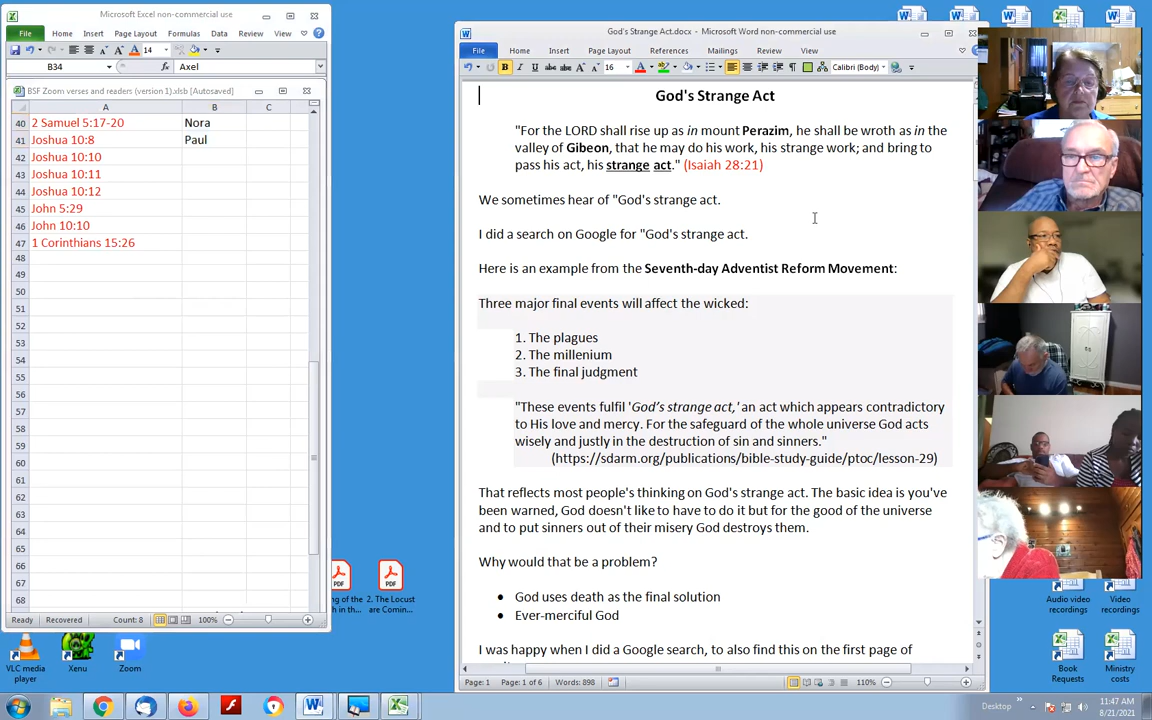 Microsoft Excel non-commercial use
File Home Insert Page Layout Formulas Data Review View
14
B34 fx Axel
BSF Zoom verses and readers (version 1).xlsb [Autosaved]
A B C
40 2 Samuel 5:17-20 Nora
41 Joshua 10:8 Paul
42 Joshua 10:10
43 Joshua 10:11
44 Joshua 10:12
45 John 5:29
46 John 10:10
47 1 Corinthians 15:26
48
49
50
51
52
53
54
55
56
57
58
59
60
61
62
63
64
65
66
67
68
Ready Recovered Count: 8 100%
God's Strange Act.docx - Microsoft Word non-commercial use
File Home Insert Page Layout References Mailings Review View
B I U abc abc A A 16 A Calibri (Body)
God's Strange Act
"For the LORD shall rise up as in mount Perazim, he shall be wroth as in the
valley of Gibeon, that he may do his work, his strange work; and bring to
pass his act, his strange act." (Isaiah 28:21)
We sometimes hear of "God's strange act.
I did a search on Google for "God's strange act.
Here is an example from the Seventh-day Adventist Reform Movement:
Three major final events will affect the wicked:
1. The plagues
2. The millenium
3. The final judgment
"These events fulfil 'God's strange act,' an act which appears contradictory
to His love and mercy. For the safeguard of the whole universe God acts
wisely and justly in the destruction of sin and sinners."
(https://sdarm.org/publications/bible-study-guide/ptoc/lesson-29)
That reflects most people's thinking on God's strange act. The basic idea is you've
been warned, God doesn't like to have to do it but for the good of the universe
and to put sinners out of their misery God destroys them.
Why would that be a problem?
• God uses death as the final solution
• Ever-merciful God
I was happy when I did a Google search, to also find this on the first page of
Page: 1 Page: 1 of 6 Words: 898 110%
PDF
PDF
2. The Locust
are Comin...
Audio video
recordings
Video
recordings
Book
Requests
Ministry
costs
VLC media
player
Xenu
Zoom
Desktop
11:47 AM
8/21/2021